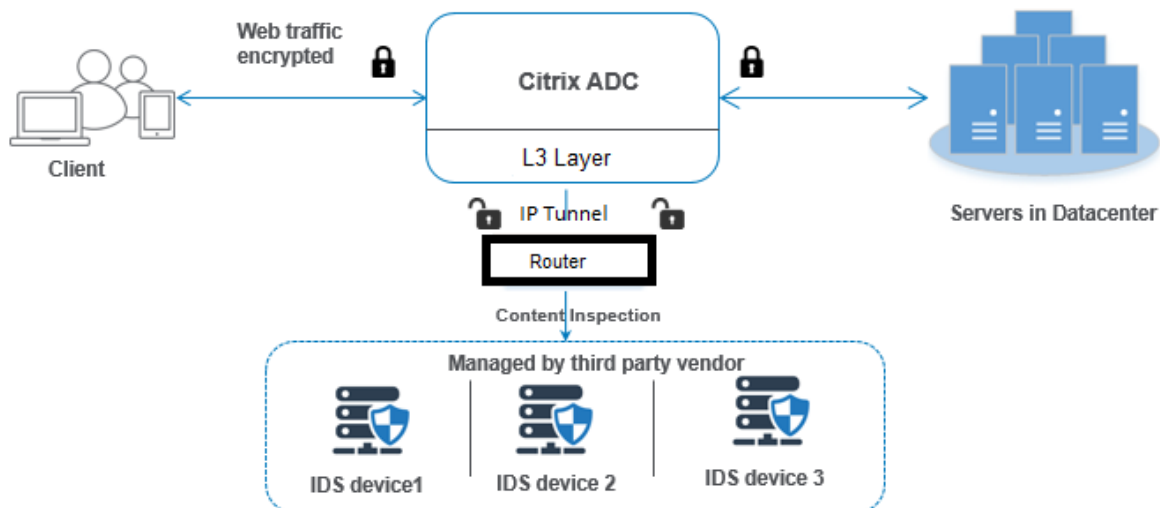 Web traffic
encrypted
Citrix ADC
L3 Layer
Client
Servers in Datacenter
IP Tunnel
Router
Content Inspection
Managed by third party vendor
IDS device1
IDS device 2
IDS device 3